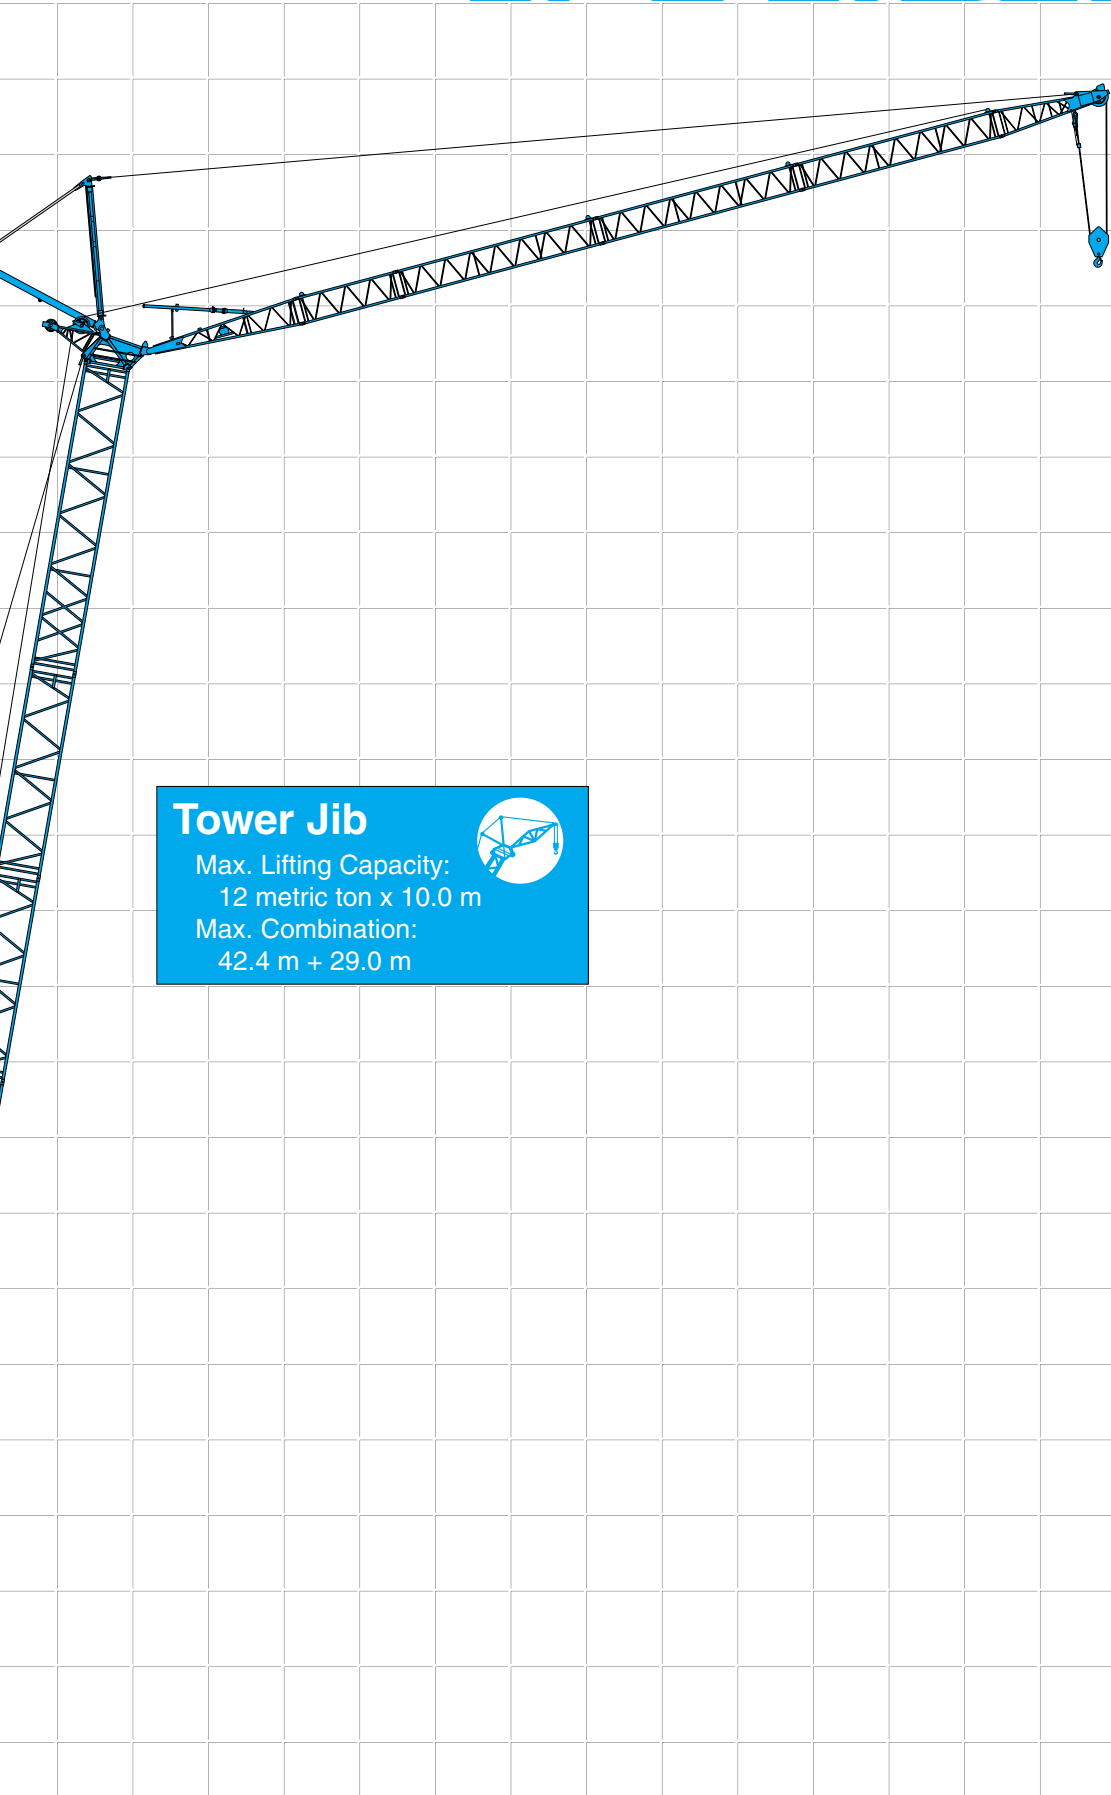 Tower Jib
Max. Lifting Capacity:
12 metric ton x 10.0 m
Max. Combination:
42.4 m + 29.0 m